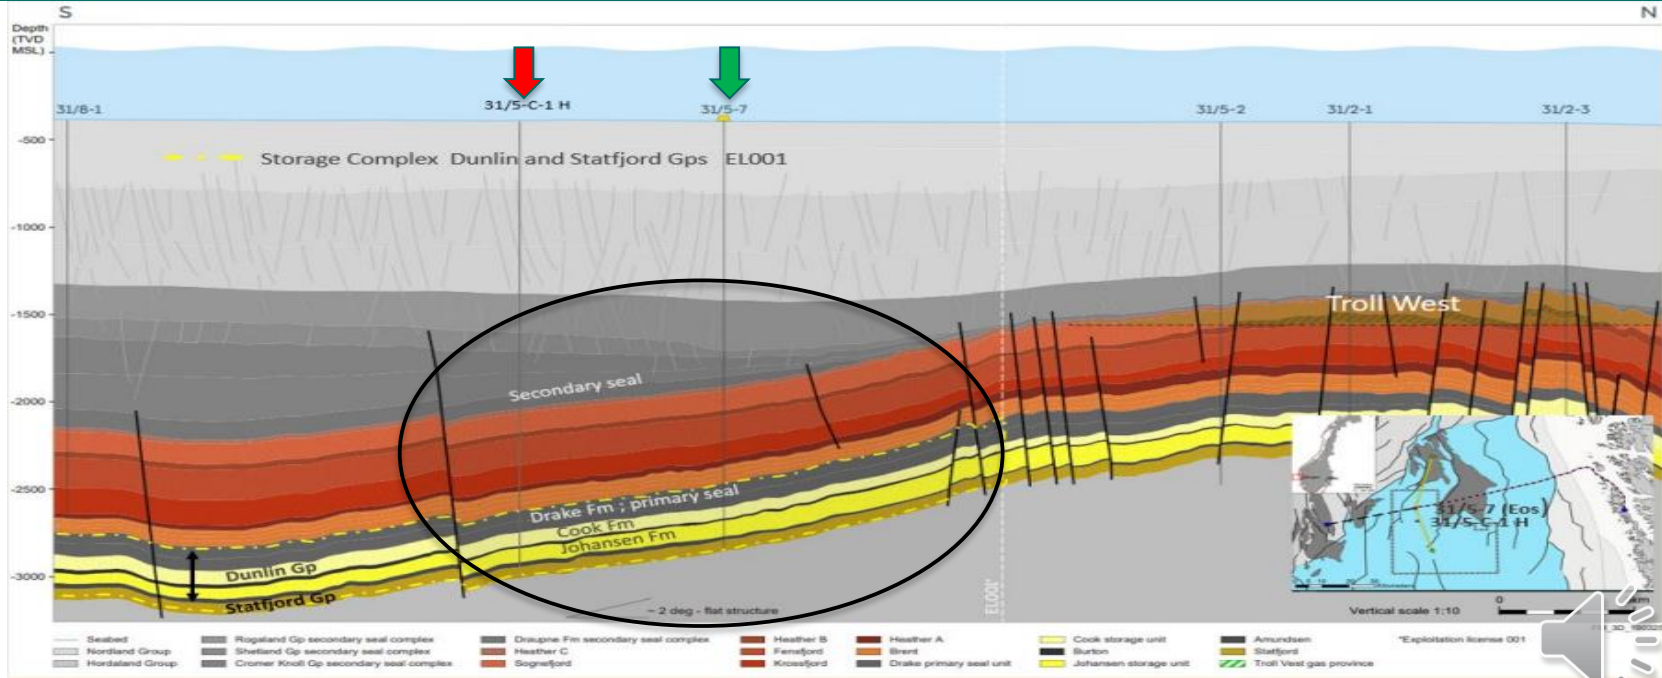 S
N
Depth
(TVD
MSL)
31/8-1
31/5-C-1 H
31/5-7
31/5-2
31/2-1
31/2-3
-500
Storage Complex Dunlin and Statfjord Gps EL001
-1000
-1500
Troll West
-2000
Secondary seal
-2500
Drake Fm ; primary seal
Cook Fm
Johansen Fm
31/5-7 (Eos)
31/5-C-1 H
-3000
Dunlin Gp
Statfjord Gp
EL001'
~ 2 deg - flat structure
Vertical scale 1:10
0
km
Seabed
Nordland Group
Hordaland Group
Rogaland Gp secondary seal complex
Shetland Gp secondary seal complex
Cromer Knoll Gp secondary seal complex
Draupne Fm secondary seal complex
Heather C
Sognefjord
Heather B
Fensfjord
Krossfjord
Heather A
Brent
Drake primary seal unit
Cook storage unit
Burton
Johansen storage unit
Amundsen
Statfjord
Troll Vest gas province
*Exploitation license 001